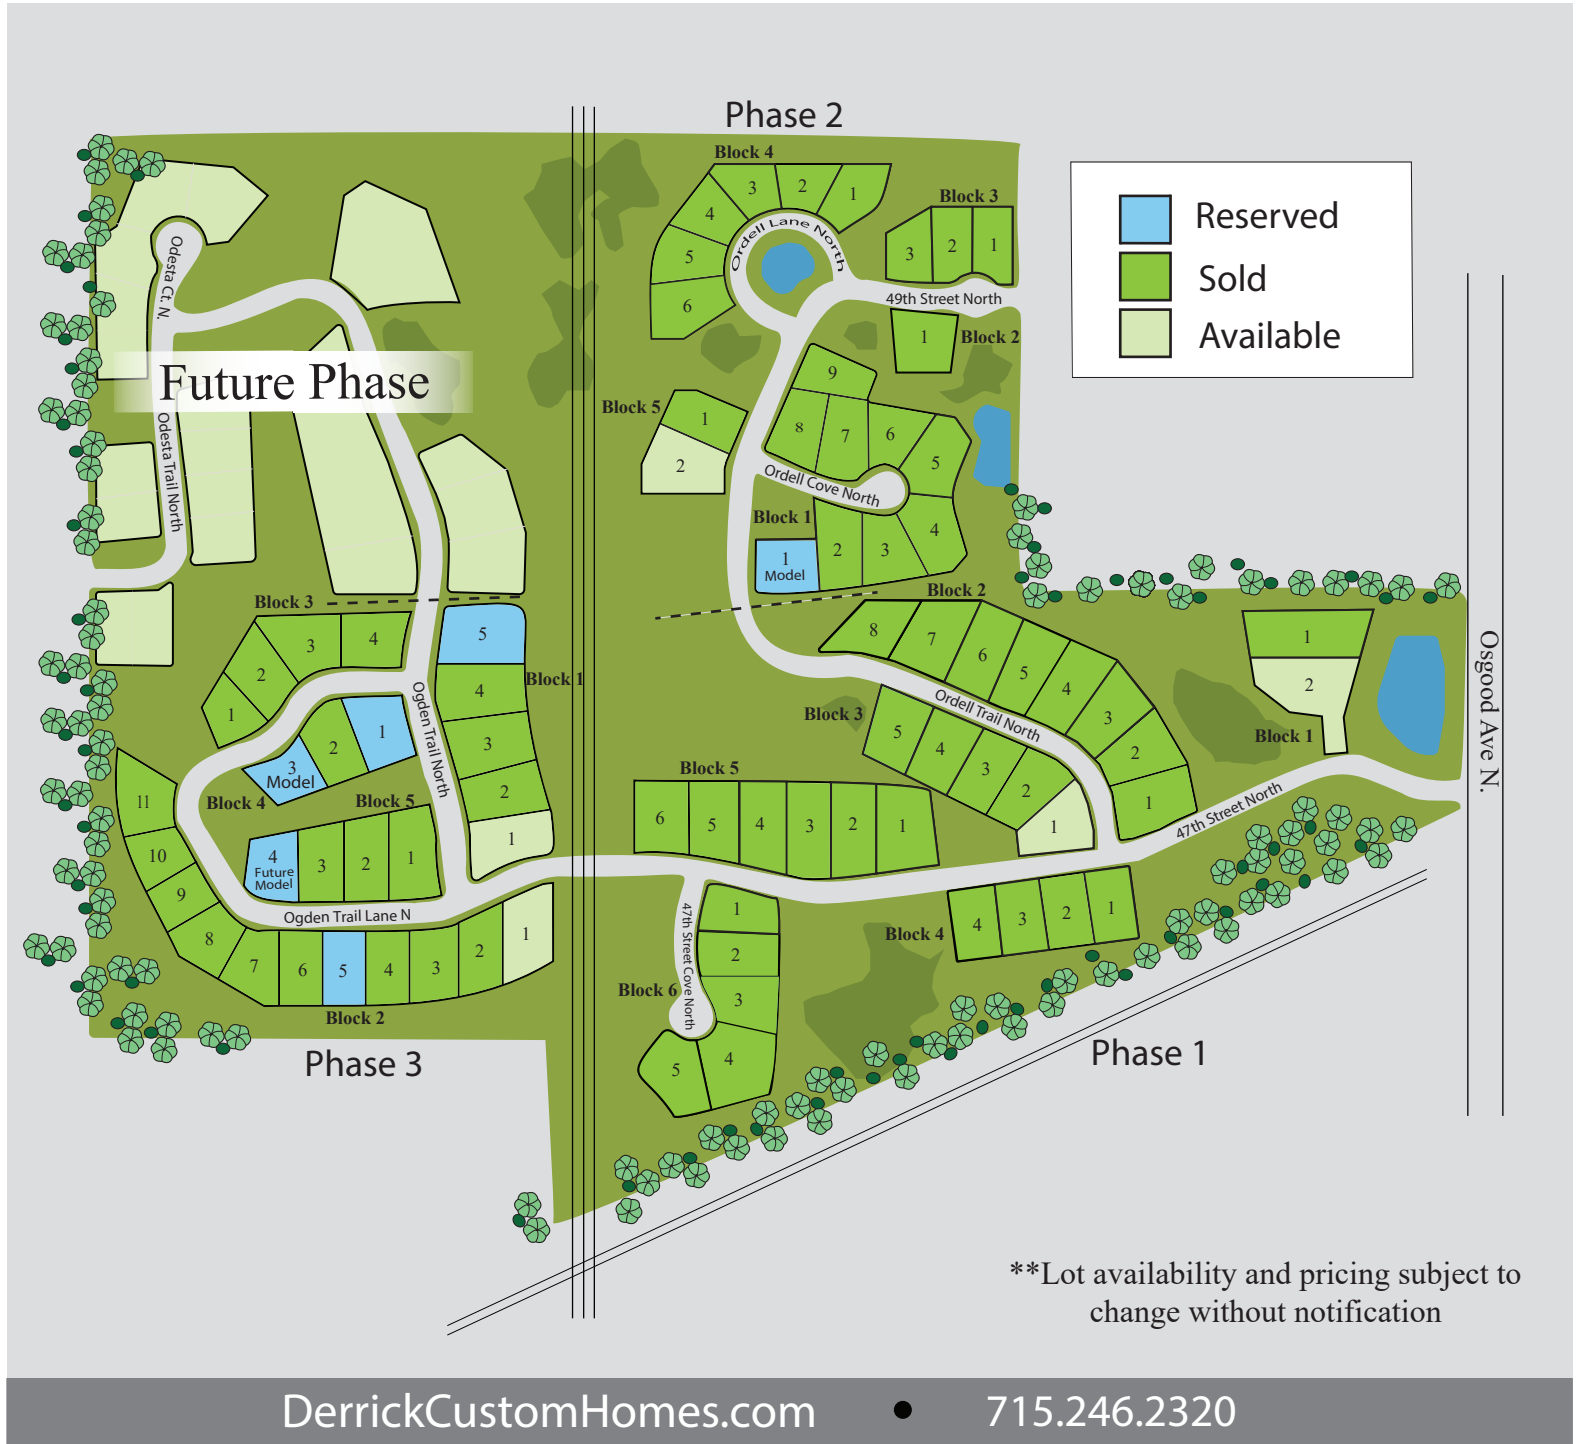 Phase 2
Block 4
3
2
1
4
5
6
Ordell Lane North
Block 3
3
2
1
49th Street North
1
Block 2
Reserved
Sold
Available
Odesta Ct. N.
Future Phase
Odesta Trail North
Block 5
1
2
9
8
7
6
5
Ordell Cove North
Block 1
1
Model
2
3
4
Block 3
1
2
3
4
5
4
3
2
1
Block 1
Ogden Trail North
1
2
3
Model
Block 4
Block 5
4
Future
Model
3
2
1
11
10
9
8
7
6
5
4
3
2
1
Ogden Trail Lane N
Block 2
Phase 3
Block 2
8
7
6
5
4
3
2
1
Ordell Trail North
Block 3
5
4
3
2
1
1
2
Block 1
Osgood Ave N.
47th Street North
Block 5
6
5
4
3
2
1
Block 4
4
3
2
1
47th Street Cove North
Block 6
1
2
3
4
5
Phase 1
**Lot availability and pricing subject to
change without notification
DerrickCustomHomes.com • 715.246.2320